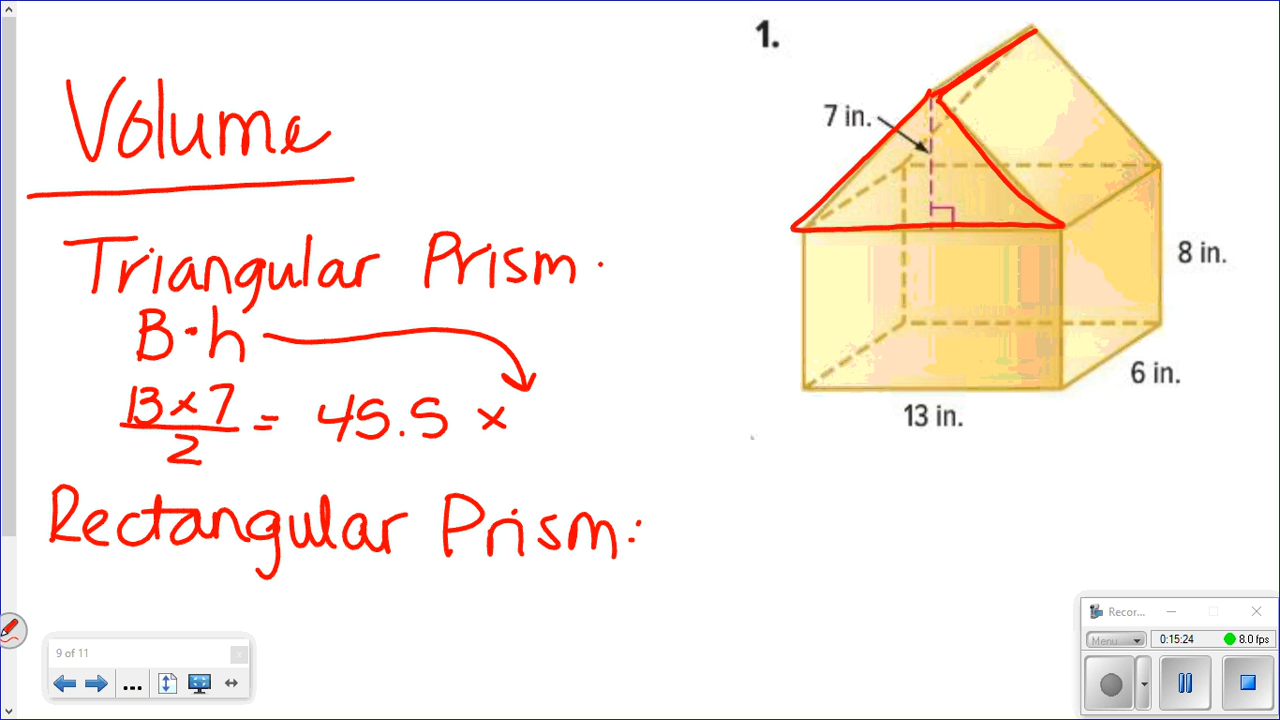 Volume
Triangular Prism.
B·h
13 x 7
2
= 45.5 x
Rectangular Prism:
1.
7 in.
8 in.
6 in.
13 in.
9 of 11
x
...
Recor...
Menu
0:15:24
8.0 fps